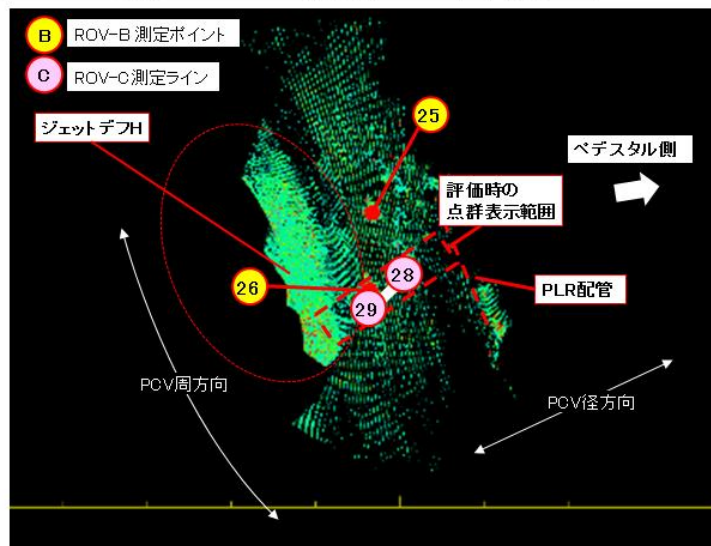 B ROV-B 測定ポイント
C ROV-C 測定ライン
ジェットデフH
25
ペデスタル側
評価時の
点群表示範囲
28
26
29
PLR配管
PCV周方向
PCV径方向